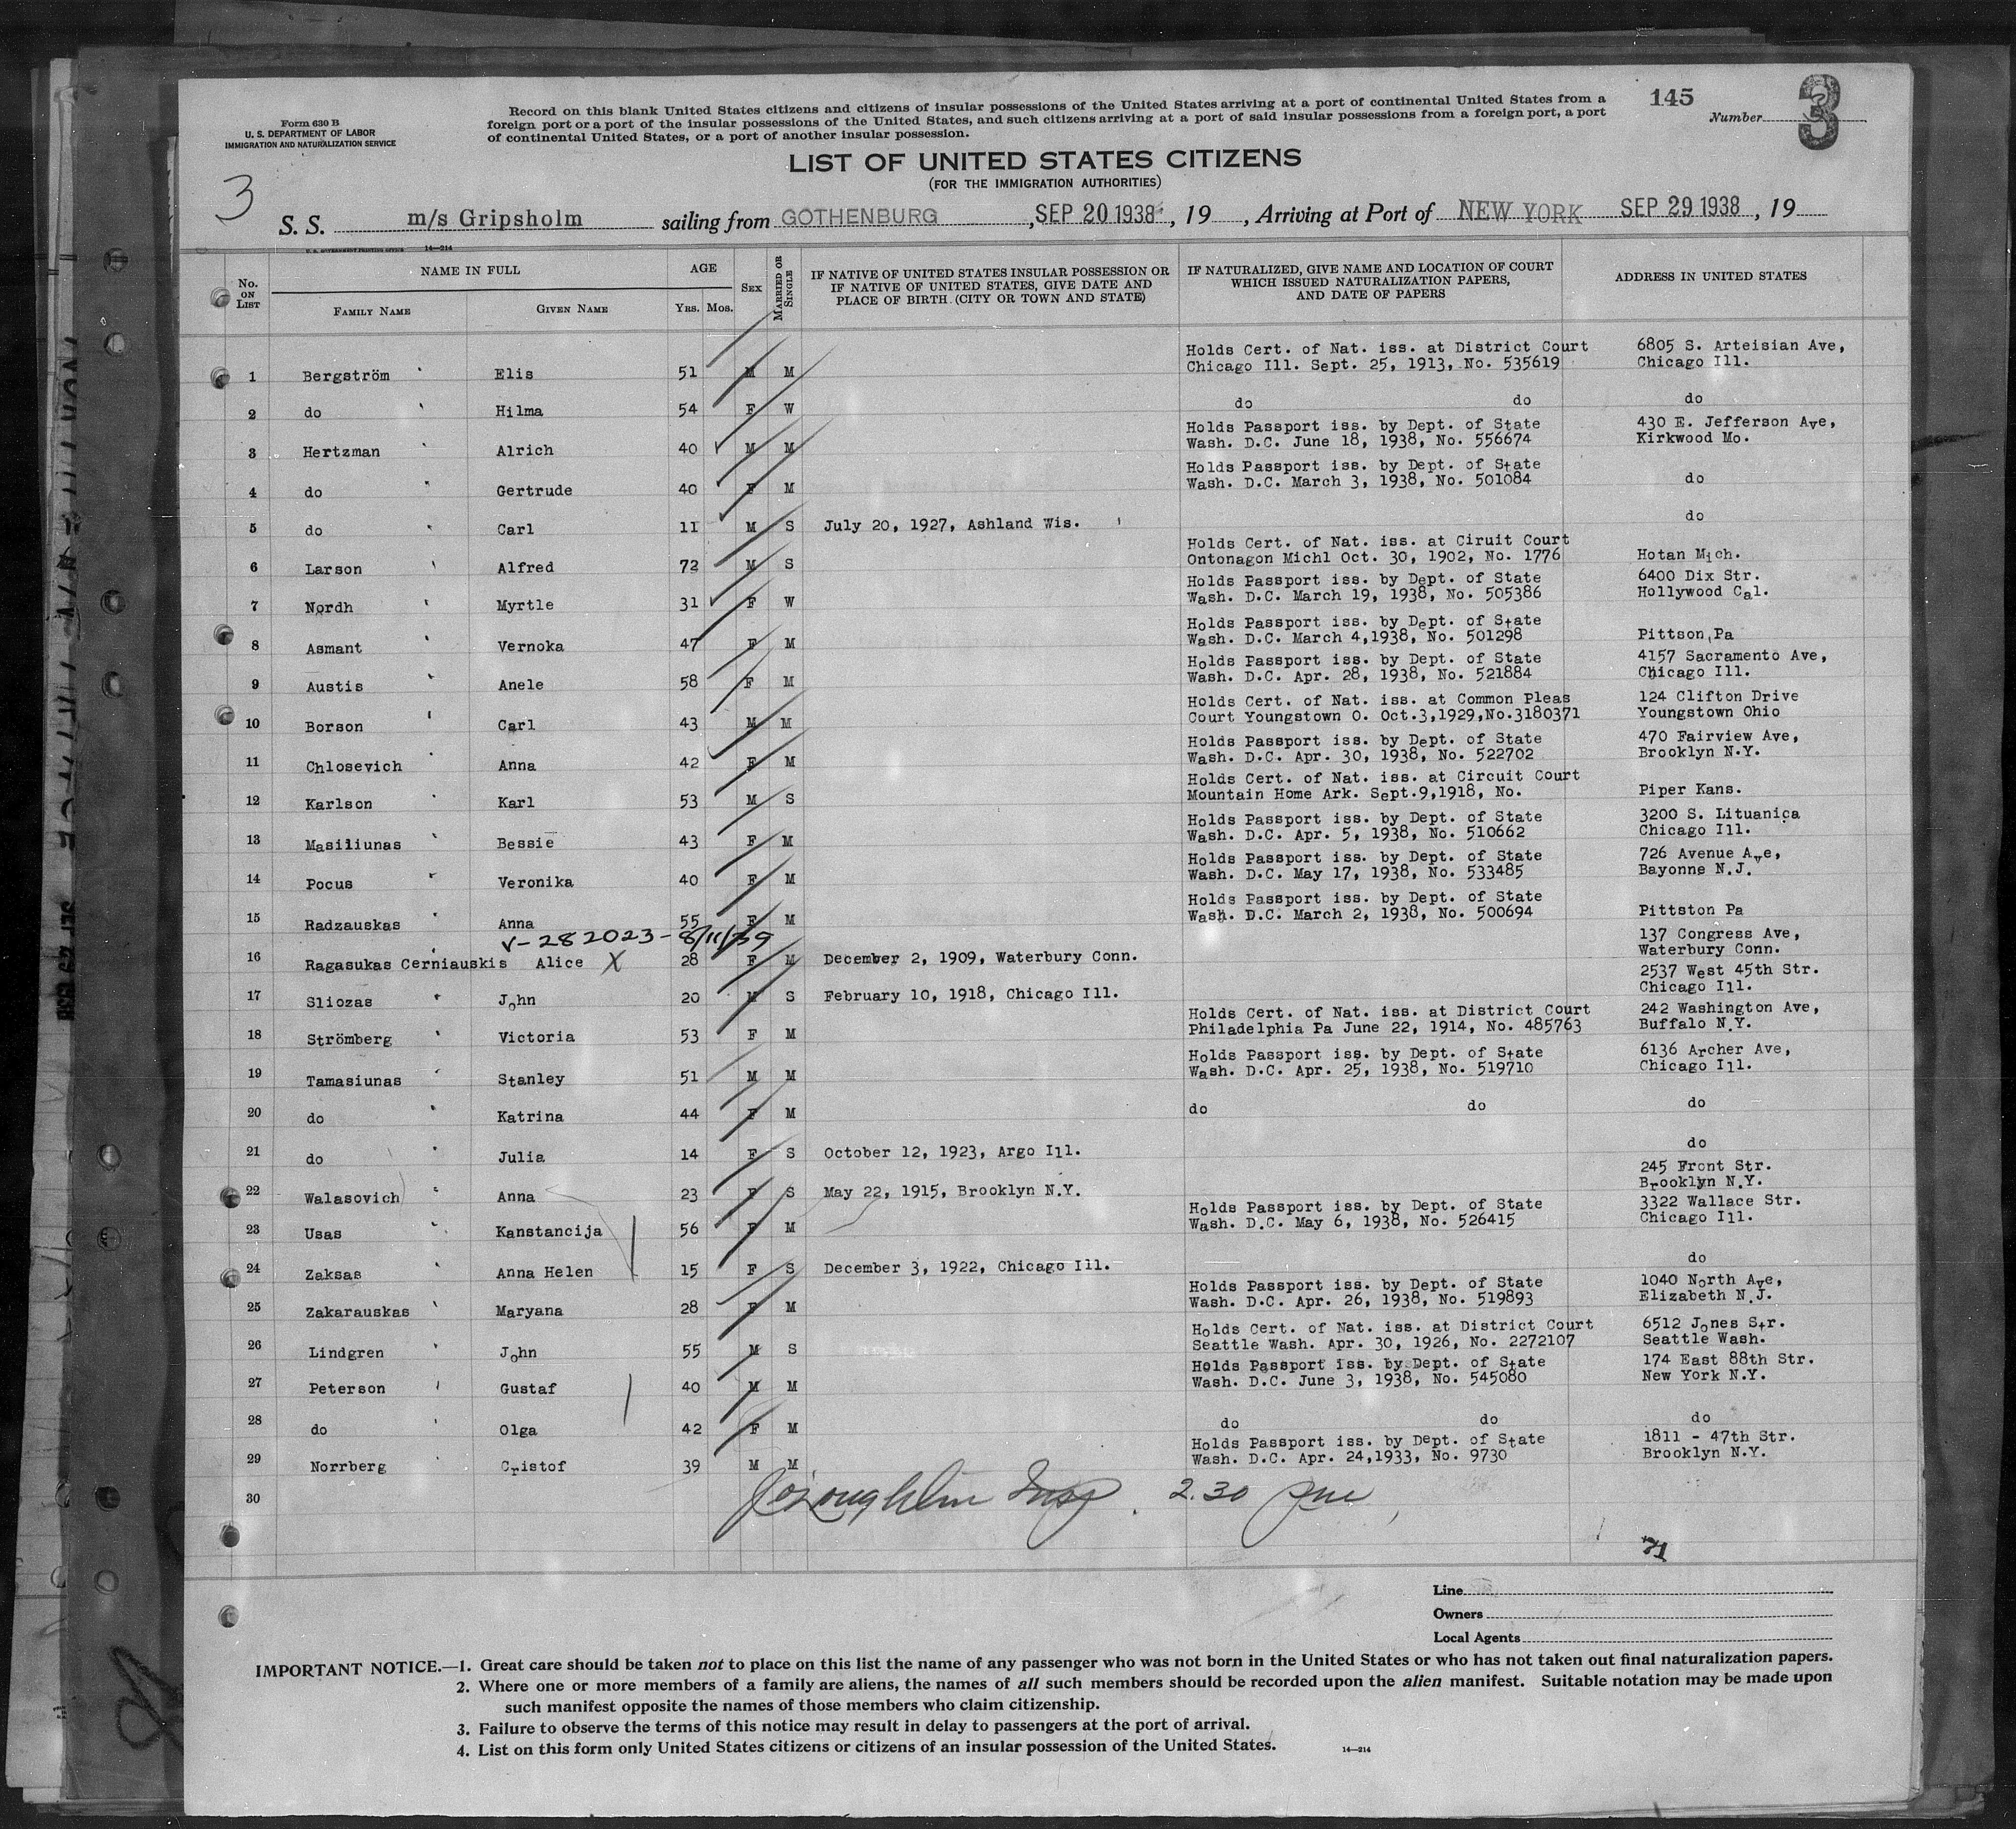 Form 630 B
U. S. DEPARTMENT OF LABOR
IMMIGRATION AND NATURALIZATION SERVICE
Record on this blank United States citizens and citizens of insular possessions of the United States arriving at a port of continental United States from a
foreign port or a port of the insular possessions of the United States, and such citizens arriving at a port of said insular possessions from a foreign port, a port
of continental United States, or a port of another insular possession.
145
Number
3
LIST OF UNITED STATES CITIZENS
(FOR THE IMMIGRATION AUTHORITIES)
3
S. S. m/s Gripsholm sailing from GOTHENBURG , SEP 20 1938 , 19 , Arriving at Port of NEW YORK SEP 29 1938 , 19
U. S. GOVERNMENT PRINTING OFFICE 14—214
No. ON LIST
NAME IN FULL
FAMILY NAME GIVEN NAME
AGE
YRS. MOS.
SEX
MARRIED OR SINGLE
IF NATIVE OF UNITED STATES INSULAR POSSESSION OR
IF NATIVE OF UNITED STATES, GIVE DATE AND
PLACE OF BIRTH (CITY OR TOWN AND STATE)
IF NATURALIZED, GIVE NAME AND LOCATION OF COURT
WHICH ISSUED NATURALIZATION PAPERS,
AND DATE OF PAPERS
ADDRESS IN UNITED STATES
Holds Cert. of Nat. iss. at District Court 6805 S. Arteisian Ave,
1 Bergström Elis 51 M M Chicago Ill. Sept. 25, 1913, No. 535619 Chicago Ill.
2 do Hilma 54 F W do do do
Holds Passport iss. by Dept. of State 430 E. Jefferson Ave,
3 Hertzman Alrich 40 M M Wash. D.C. June 18, 1938, No. 556674 Kirkwood Mo.
Holds Passport iss. by Dept. of State
4 do Gertrude 40 F M Wash. D.C. March 3, 1938, No. 501084 do
5 do Carl 11 M S July 20, 1927, Ashland Wis. do
Holds Cert. of Nat. iss. at Ciruit Court
6 Larson Alfred 72 M S Ontonagon Michl Oct. 30, 1902, No. 1776 Hotan Mich.
Holds Passport iss. by Dept. of State 6400 Dix Str.
7 Nordh Myrtle 31 F W Wash. D.C. March 19, 1938, No. 505386 Hollywood Cal.
Holds Passport iss. by Dept. of State
8 Asmant Vernoka 47 F M Wash. D.C. March 4,1938, No. 501298 Pittson Pa
Holds Passport iss. by Dept. of State 4157 Sacramento Ave,
9 Austis Anele 58 F M Wash. D.C. Apr. 28, 1938, No. 521884 Chicago Ill.
Holds Cert. of Nat. iss. at Common Pleas 124 Clifton Drive
10 Borson Carl 43 M M Court Youngstown O. Oct.3,1929,No.3180371 Youngstown Ohio
Holds Passport iss. by Dept. of State 470 Fairview Ave,
11 Chlosevich Anna 42 F M Wash. D.C. Apr. 30, 1938, No. 522702 Brooklyn N.Y.
Holds Cert. of Nat. iss. at Circuit Court
12 Karlson Karl 53 M S Mountain Home Ark. Sept.9,1918, No. Piper Kans.
Holds Passport iss. by Dept. of State 3200 S. Lituanica
13 Masiliunas Bessie 43 F M Wash. D.C. Apr. 5, 1938, No. 510662 Chicago Ill.
Holds Passport iss. by Dept. of State 726 Avenue Ave,
14 Pocus Veronika 40 F M Wash. D.C. May 17, 1938, No. 533485 Bayonne N.J.
Holds Passport iss. by Dept. of State
15 Radzauskas Anna 55 F M Wash. D.C. March 2, 1938, No. 500694 Pittston Pa
V-282023-8/11/39 137 Congress Ave,
16 Ragasukas Cerniauskis Alice X 28 F M December 2, 1909, Waterbury Conn. Waterbury Conn.
2537 West 45th Str.
17 Sliozas John 20 M S February 10, 1918, Chicago Ill. Chicago Ill.
Holds Cert. of Nat. iss. at District Court 242 Washington Ave,
18 Strömberg Victoria 53 F M Philadelphia Pa June 22, 1914, No. 485763 Buffalo N.Y.
Holds Passport iss. by Dept. of State 6136 Archer Ave,
19 Tamasiunas Stanley 51 M M Wash. D.C. Apr. 25, 1938, No. 519710 Chicago Ill.
20 do Katrina 44 F M do do do
21 do Julia 14 F S October 12, 1923, Argo Ill. do
245 Front Str.
22 Walasovich Anna 23 F S May 22, 1915, Brooklyn N.Y. Brooklyn N.Y.
Holds Passport iss. by Dept. of State 3322 Wallace Str.
23 Usas Kanstancija 56 F M Wash. D.C. May 6, 1938, No. 526415 Chicago Ill.
24 Zaksas Anna Helen 15 F S December 3, 1922, Chicago Ill. do
Holds Passport iss. by Dept. of State 1040 North Ave,
25 Zakarauskas Maryana 28 F M Wash. D.C. Apr. 26, 1938, No. 519893 Elizabeth N.J.
Holds Cert. of Nat. iss. at District Court 6512 Jones Str.
26 Lindgren John 55 M S Seattle Wash. Apr. 30, 1926, No. 2272107 Seattle Wash.
Holds Passport iss. by Dept. of State 174 East 88th Str.
27 Peterson Gustaf 40 M M Wash. D.C. June 3, 1938, No. 545080 New York N.Y.
28 do Olga 42 F M do do do
Holds Passport iss. by Dept. of State 1811 - 47th Str.
29 Norrberg Cristof 39 M M Wash. D.C. Apr. 24,1933, No. 9730 Brooklyn N.Y.
30 Insp. 2.30 pm
71
Line
Owners
Local Agents
IMPORTANT NOTICE.—1. Great care should be taken not to place on this list the name of any passenger who was not born in the United States or who has not taken out final naturalization papers.
2. Where one or more members of a family are aliens, the names of all such members should be recorded upon the alien manifest. Suitable notation may be made upon
such manifest opposite the names of those members who claim citizenship.
3. Failure to observe the terms of this notice may result in delay to passengers at the port of arrival.
4. List on this form only United States citizens or citizens of an insular possession of the United States. 14—214